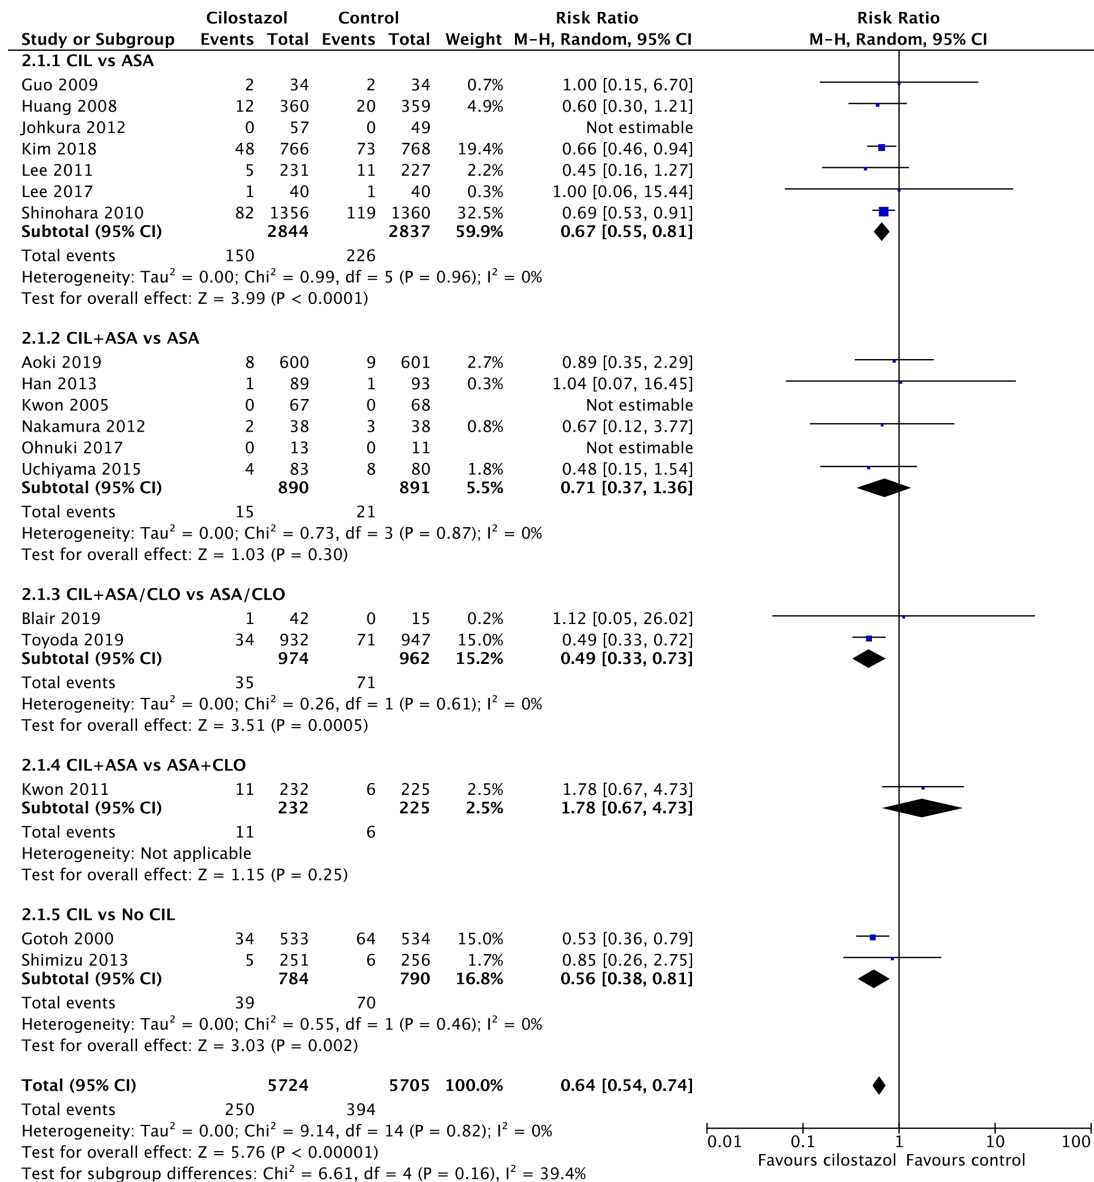 Cilostazol Control Risk Ratio Risk Ratio
Study or Subgroup Events Total Events Total Weight M-H, Random, 95% CI M-H, Random, 95% CI
2.1.1 CIL vs ASA
Guo 2009 2 34 2 34 0.7% 1.00 [0.15, 6.70]
Huang 2008 12 360 20 359 4.9% 0.60 [0.30, 1.21]
Johkura 2012 0 57 0 49 Not estimable
Kim 2018 48 766 73 768 19.4% 0.66 [0.46, 0.94]
Lee 2011 5 231 11 227 2.2% 0.45 [0.16, 1.27]
Lee 2017 1 40 1 40 0.3% 1.00 [0.06, 15.44]
Shinohara 2010 82 1356 119 1360 32.5% 0.69 [0.53, 0.91]
Subtotal (95% CI) 2844 2837 59.9% 0.67 [0.55, 0.81]
Total events 150 226
Heterogeneity: Tau² = 0.00; Chi² = 0.99, df = 5 (P = 0.96); I² = 0%
Test for overall effect: Z = 3.99 (P < 0.0001)
2.1.2 CIL+ASA vs ASA
Aoki 2019 8 600 9 601 2.7% 0.89 [0.35, 2.29]
Han 2013 1 89 1 93 0.3% 1.04 [0.07, 16.45]
Kwon 2005 0 67 0 68 Not estimable
Nakamura 2012 2 38 3 38 0.8% 0.67 [0.12, 3.77]
Ohnuki 2017 0 13 0 11 Not estimable
Uchiyama 2015 4 83 8 80 1.8% 0.48 [0.15, 1.54]
Subtotal (95% CI) 890 891 5.5% 0.71 [0.37, 1.36]
Total events 15 21
Heterogeneity: Tau² = 0.00; Chi² = 0.73, df = 3 (P = 0.87); I² = 0%
Test for overall effect: Z = 1.03 (P = 0.30)
2.1.3 CIL+ASA/CLO vs ASA/CLO
Blair 2019 1 42 0 15 0.2% 1.12 [0.05, 26.02]
Toyoda 2019 34 932 71 947 15.0% 0.49 [0.33, 0.72]
Subtotal (95% CI) 974 962 15.2% 0.49 [0.33, 0.73]
Total events 35 71
Heterogeneity: Tau² = 0.00; Chi² = 0.26, df = 1 (P = 0.61); I² = 0%
Test for overall effect: Z = 3.51 (P = 0.0005)
2.1.4 CIL+ASA vs ASA+CLO
Kwon 2011 11 232 6 225 2.5% 1.78 [0.67, 4.73]
Subtotal (95% CI) 232 225 2.5% 1.78 [0.67, 4.73]
Total events 11 6
Heterogeneity: Not applicable
Test for overall effect: Z = 1.15 (P = 0.25)
2.1.5 CIL vs No CIL
Gotoh 2000 34 533 64 534 15.0% 0.53 [0.36, 0.79]
Shimizu 2013 5 251 6 256 1.7% 0.85 [0.26, 2.75]
Subtotal (95% CI) 784 790 16.8% 0.56 [0.38, 0.81]
Total events 39 70
Heterogeneity: Tau² = 0.00; Chi² = 0.55, df = 1 (P = 0.46); I² = 0%
Test for overall effect: Z = 3.03 (P = 0.002)
Total (95% CI) 5724 5705 100.0% 0.64 [0.54, 0.74]
Total events 250 394
Heterogeneity: Tau² = 0.00; Chi² = 9.14, df = 14 (P = 0.82); I² = 0%
Test for overall effect: Z = 5.76 (P < 0.00001)
Test for subgroup differences: Chi² = 6.61, df = 4 (P = 0.16), I² = 39.4%
0.01 0.1 1 10 100
Favours cilostazol Favours control